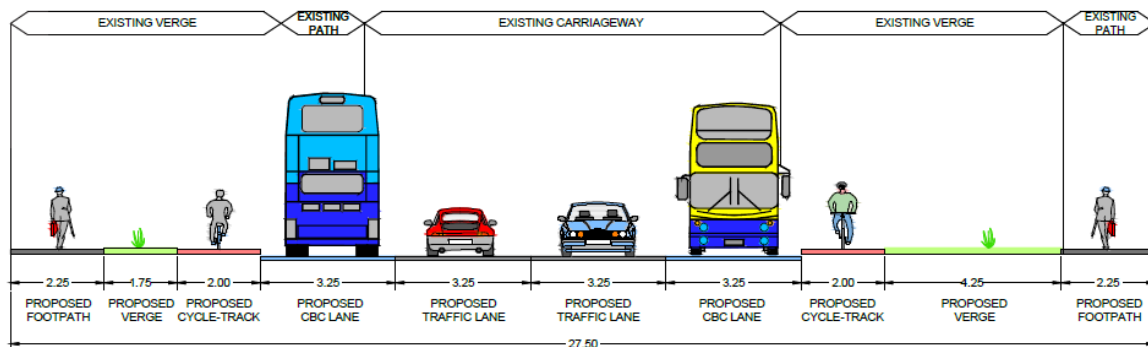 EXISTING VERGE
EXISTING
PATH
EXISTING CARRIAGEWAY
EXISTING VERGE
EXISTING
PATH
2.25
1.75
2.00
3.25
3.25
3.25
3.25
2.00
4.25
2.25
PROPOSED
FOOTPATH
PROPOSED
VERGE
PROPOSED
CYCLE-TRACK
PROPOSED
CBC LANE
PROPOSED
TRAFFIC LANE
PROPOSED
TRAFFIC LANE
PROPOSED
CBC LANE
PROPOSED
CYCLE-TRACK
PROPOSED
VERGE
PROPOSED
FOOTPATH
27.50